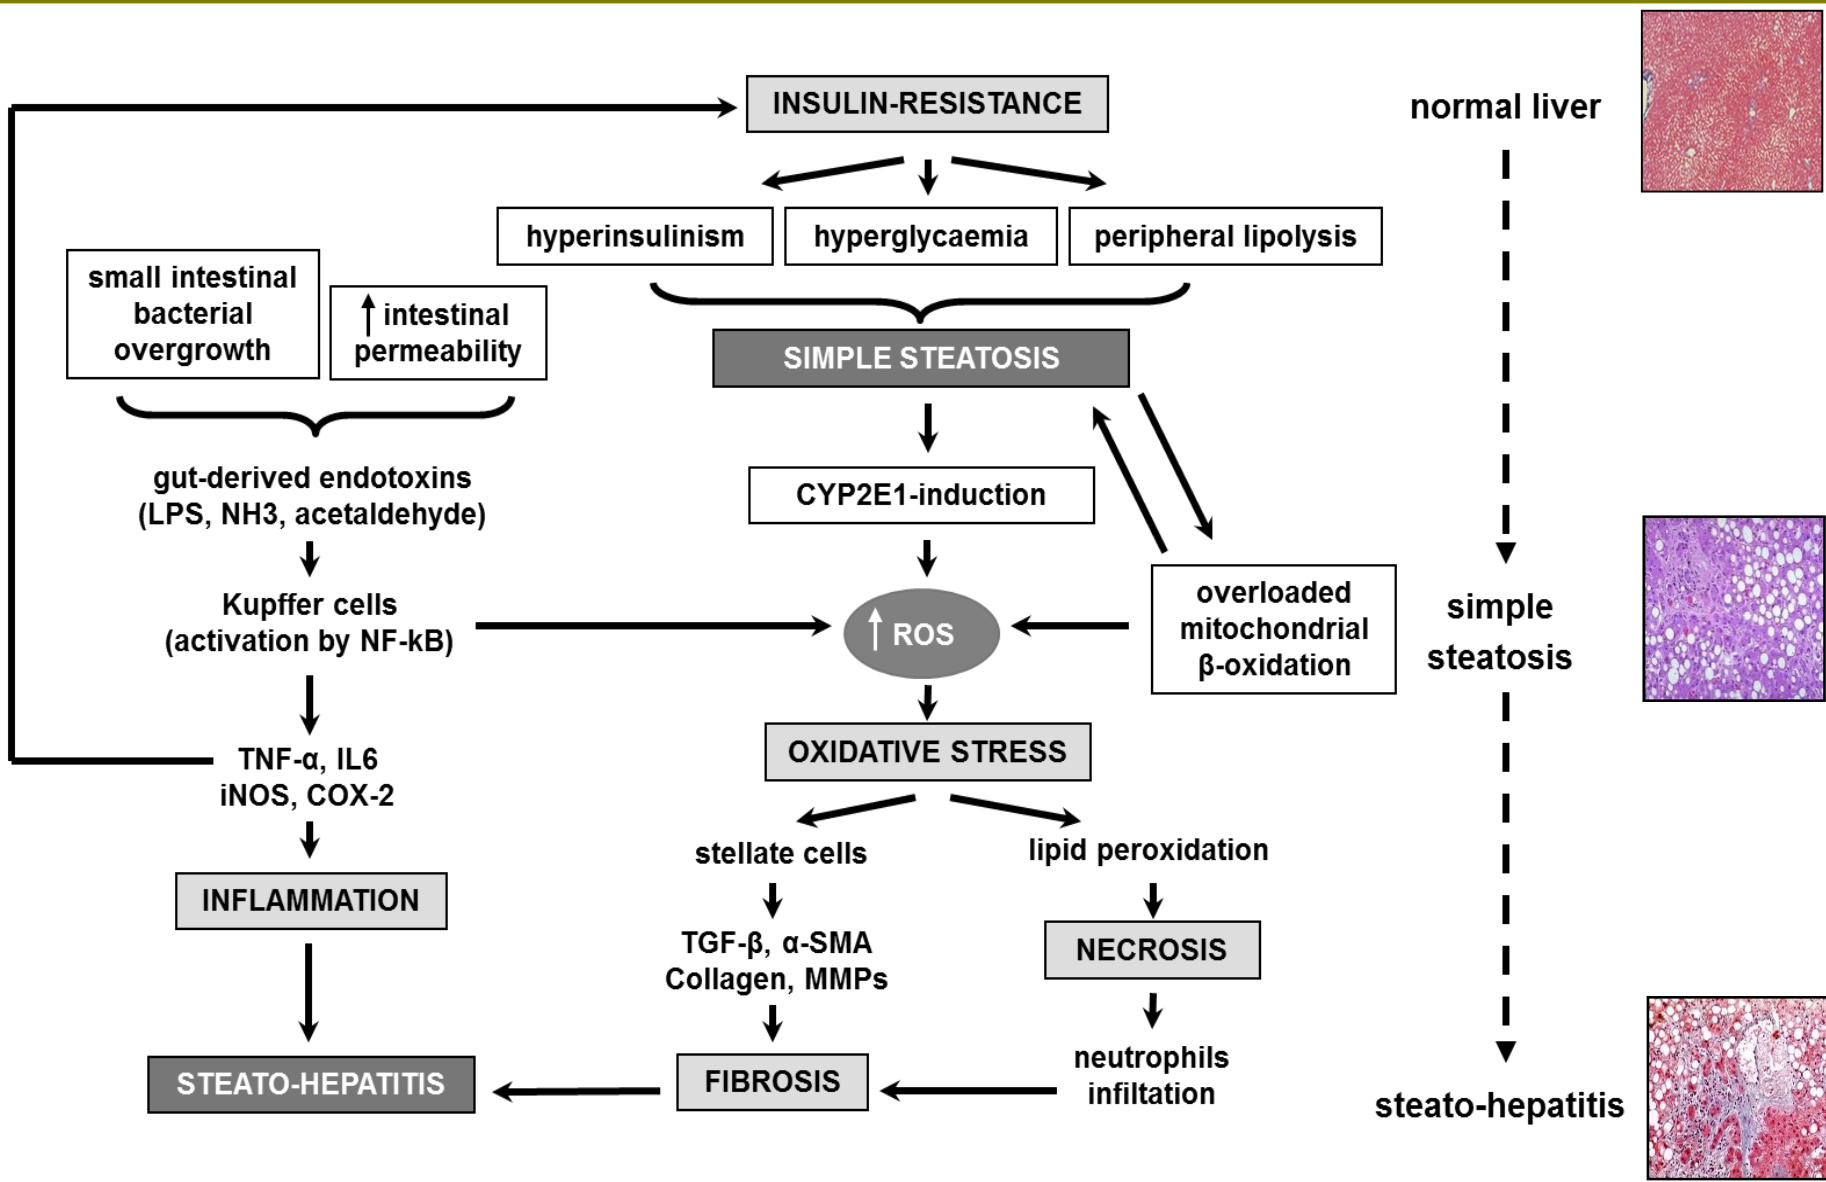 INSULIN-RESISTANCE
normal liver
hyperinsulinism
hyperglycaemia
peripheral lipolysis
small intestinal
bacterial
overgrowth
↑ intestinal
permeability
SIMPLE STEATOSIS
gut-derived endotoxins
(LPS, NH3, acetaldehyde)
CYP2E1-induction
Kupffer cells
(activation by NF-kB)
↑ ROS
overloaded
mitochondrial
β-oxidation
simple
steatosis
TNF-α, IL6
iNOS, COX-2
OXIDATIVE STRESS
stellate cells
lipid peroxidation
INFLAMMATION
TGF-β, α-SMA
Collagen, MMPs
NECROSIS
STEATO-HEPATITIS
FIBROSIS
neutrophils
infiltation
steato-hepatitis